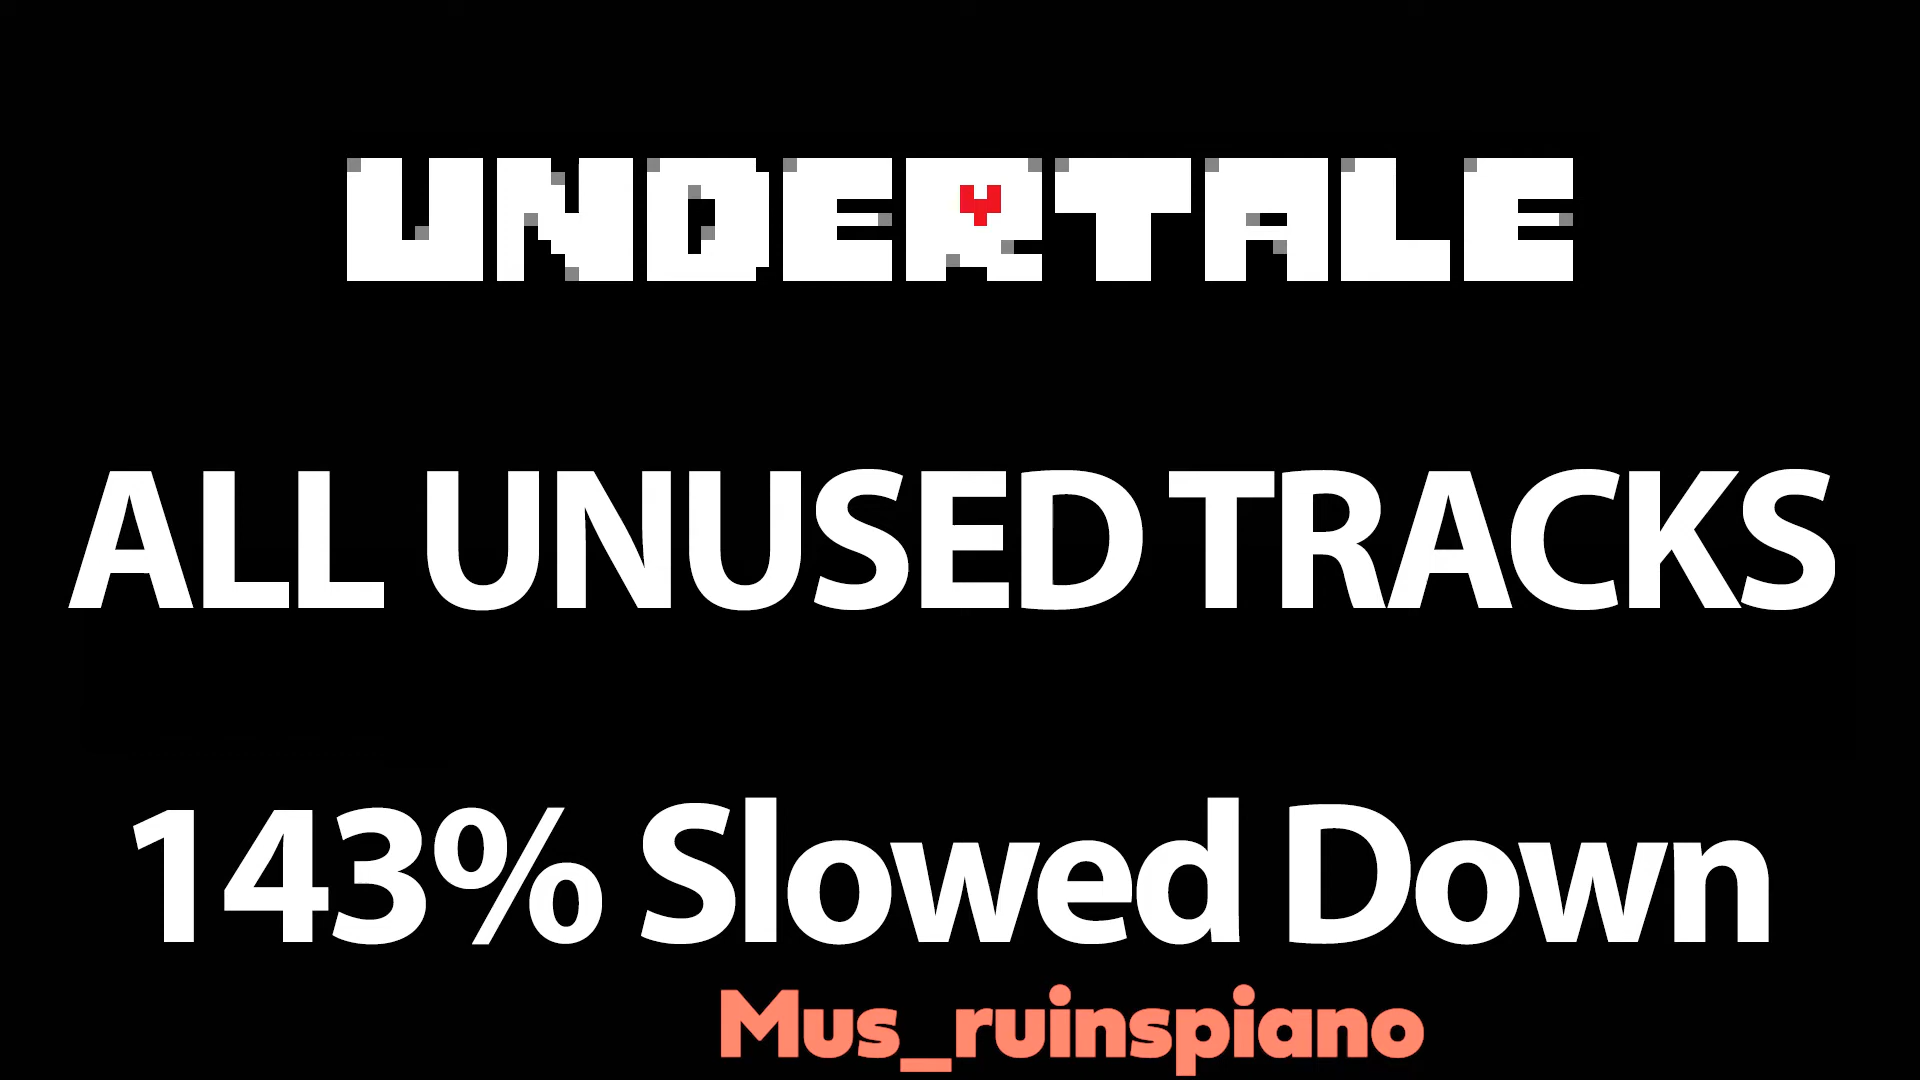 UNDERTALE
ALL UNUSED TRACKS
143% Slowed Down
Mus_ruinspiano